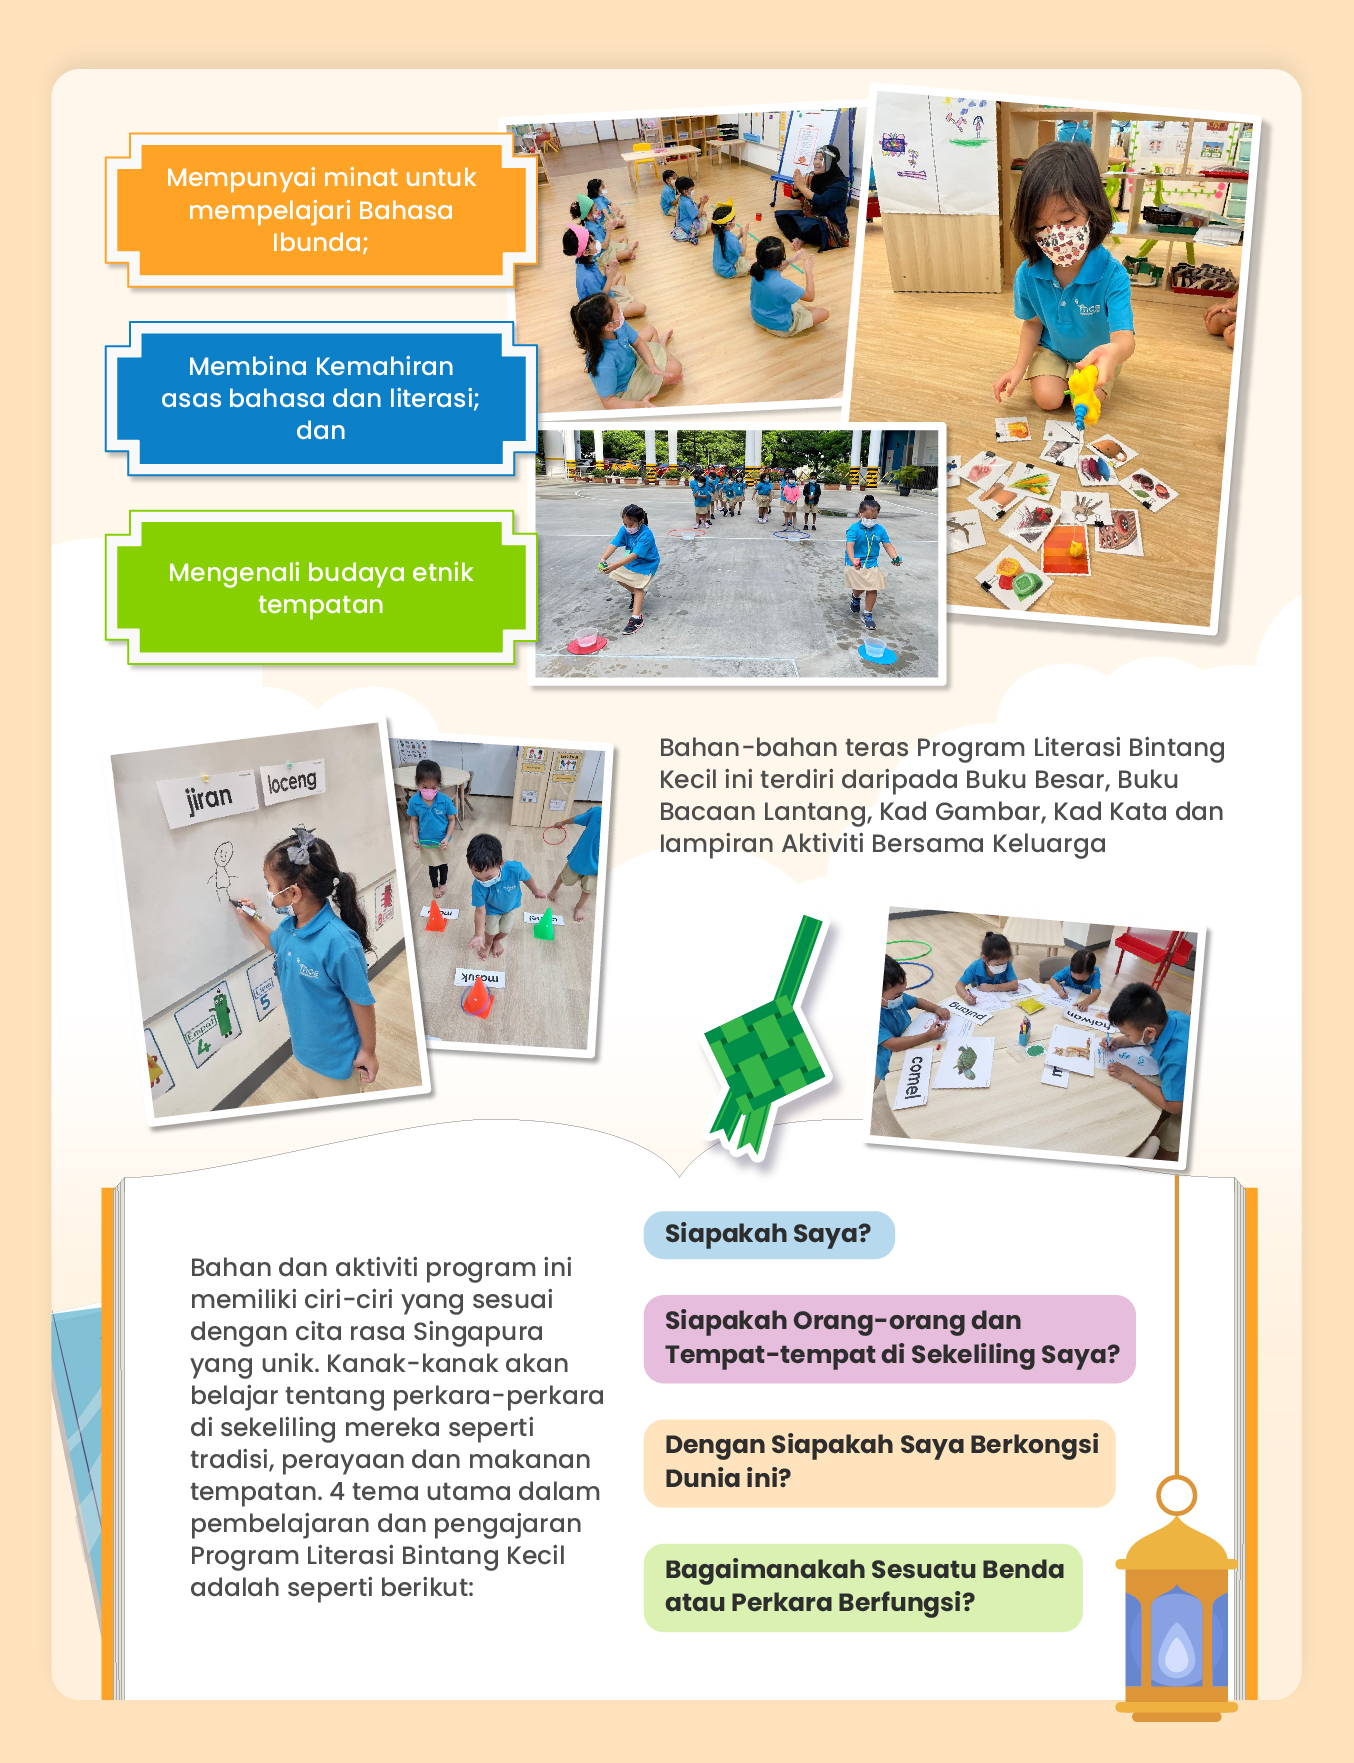 Mempunyai minat untuk
mempelajari Bahasa
Ibunda;
Membina Kemahiran
asas bahasa dan literasi;
dan
Mengenali budaya etnik
tempatan
jiran
loceng
Empat
4
5
8
masuk
Bahan-bahan teras Program Literasi Bintang
Kecil ini terdiri daripada Buku Besar, Buku
Bacaan Lantang, Kad Gambar, Kad Kata dan
lampiran Aktiviti Bersama Keluarga
pulang
haiwan
comel
Bahan dan aktiviti program ini
memiliki ciri-ciri yang sesuai
dengan cita rasa Singapura
yang unik. Kanak-kanak akan
belajar tentang perkara-perkara
di sekeliling mereka seperti
tradisi, perayaan dan makanan
tempatan. 4 tema utama dalam
pembelajaran dan pengajaran
Program Literasi Bintang Kecil
adalah seperti berikut:
Siapakah Saya?
Siapakah Orang-orang dan
Tempat-tempat di Sekeliling Saya?
Dengan Siapakah Saya Berkongsi
Dunia ini?
Bagaimanakah Sesuatu Benda
atau Perkara Berfungsi?